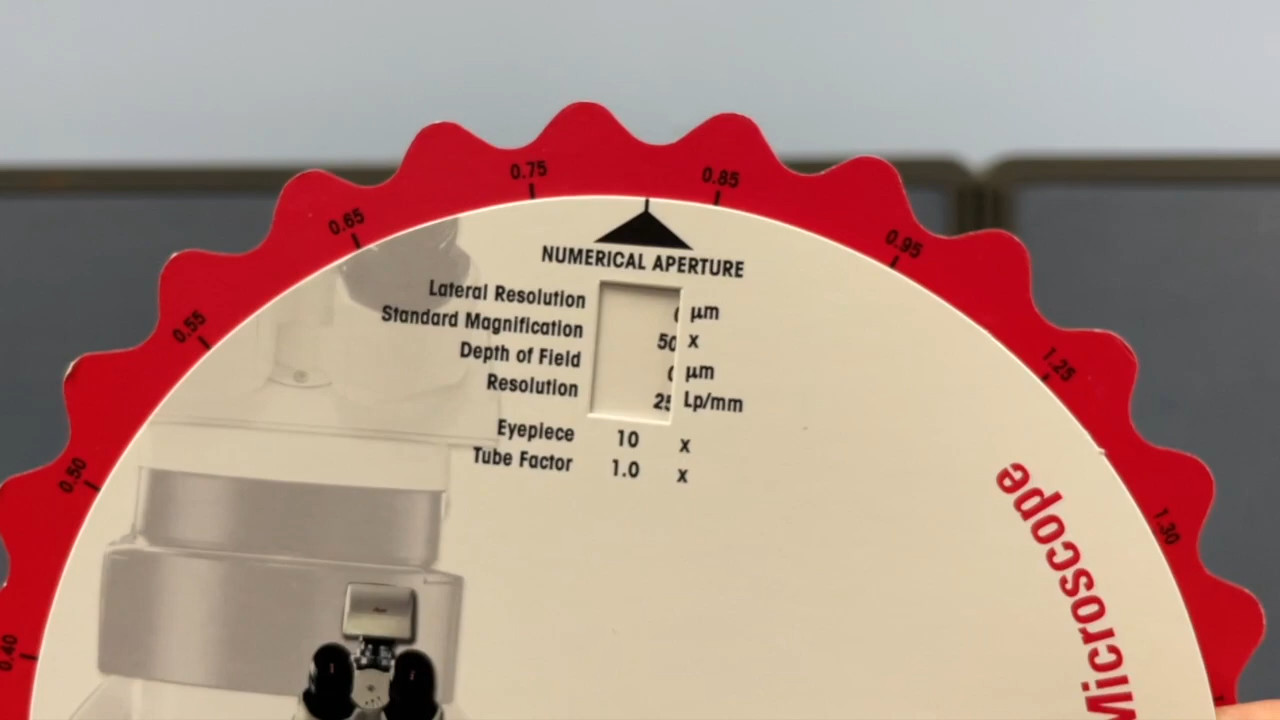 0.75
0.85
0.65
0.95
0.55
1.25
0.50
1.30
0.40
NUMERICAL APERTURE
Lateral Resolution μm
Standard Magnification 50 x
Depth of Field μm
Resolution 25 Lp/mm
Eyepiece 10 x
Tube Factor 1.0 x
Microscope